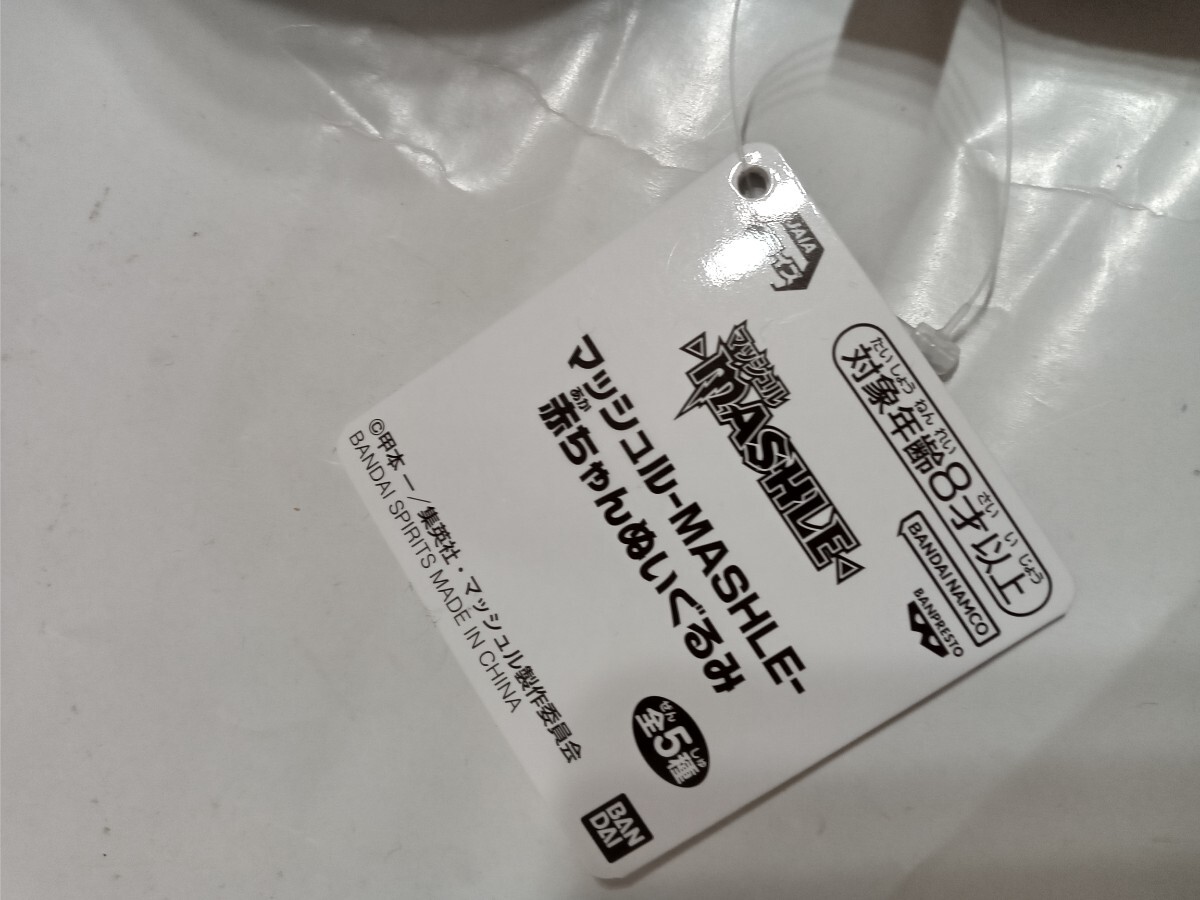 JAIA
対象年齢8才以上
たいしょうねんれい さい いじょう
BANDAI NAMCO
BANPRESTO
マッシュル
MASHLE
マッシュル-MASHLE-
あか
赤ちゃんぬいぐるみ
ぜん しゅ
全5種
©甲本 一／集英社・マッシュル製作委員会
BANDAI SPIRITS MADE IN CHINA
BAN
DAI